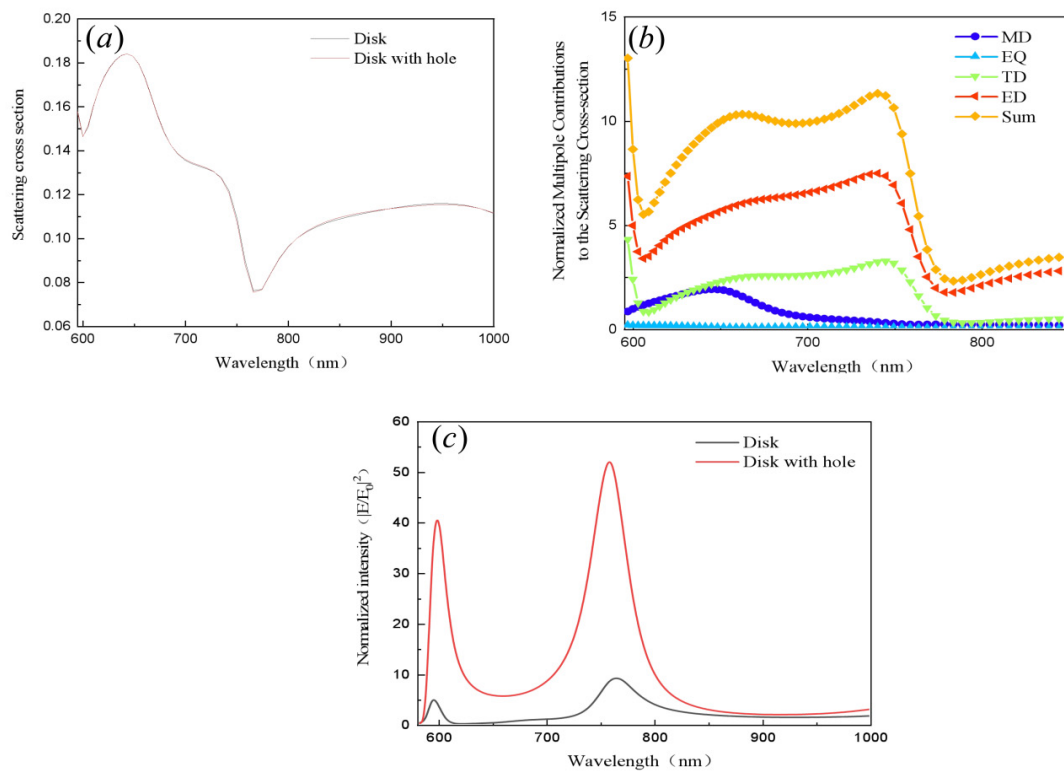 (a)
Disk
Disk with hole
0.20
0.18
0.16
0.14
0.12
0.10
0.08
0.06
Scattering cross section
600
700
800
900
1000
Wavelength（nm）
(b)
MD
EQ
TD
ED
Sum
15
10
5
0
Normalized Multipole Contributions
to the Scattering Cross-section
600
700
800
Wavelength（nm）
(c)
Disk
Disk with hole
60
50
40
30
20
10
0
Normalized intensity（|E/E₀|²）
600
700
800
900
1000
Wavelength（nm）